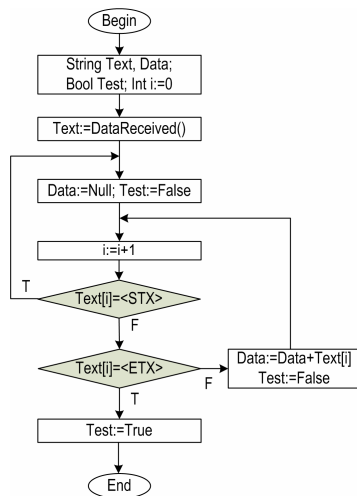 Begin
String Text, Data;
Bool Test; Int i:=0
Text:=DataReceived()
Data:=Null; Test:=False
i:=i+1
T
Text[i]=<STX>
F
Text[i]=<ETX>
F
Data:=Data+Text[i]
Test:=False
T
Test:=True
End